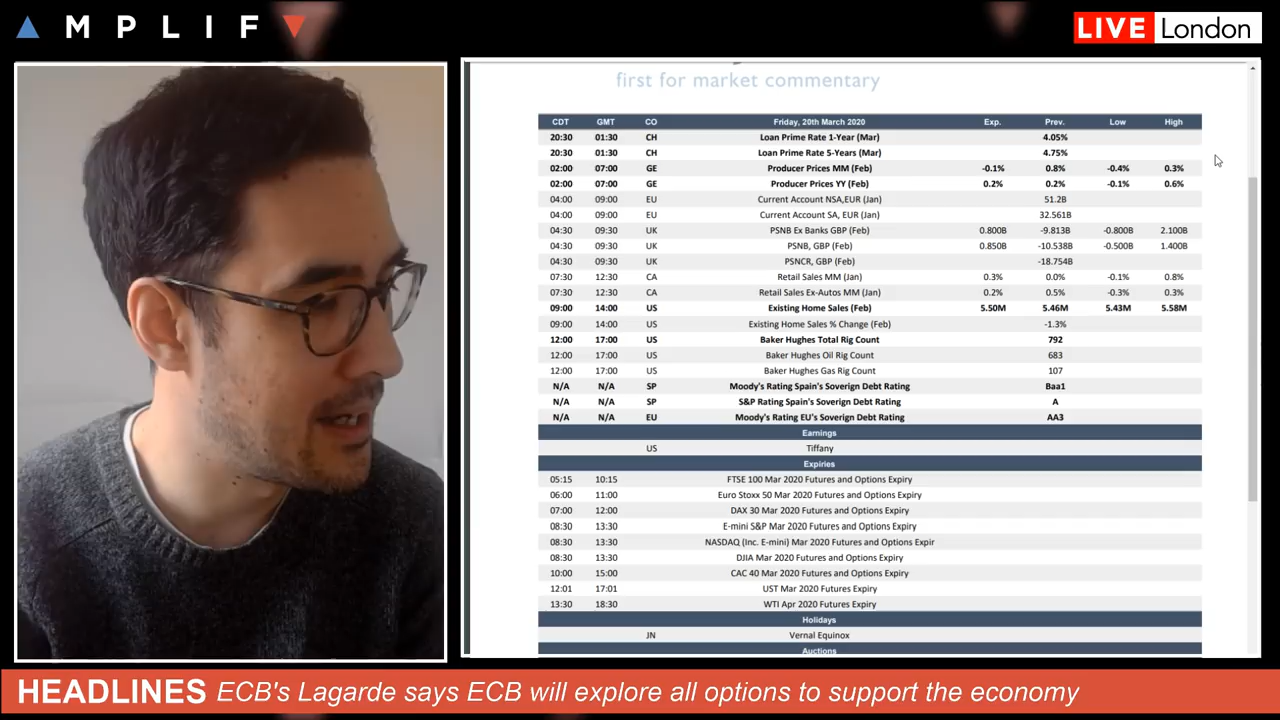 AMPLIFY
LIVE London
first for market commentary
CDT GMT CO Friday, 20th March 2020 Exp. Prev. Low High
20:30 01:30 CH Loan Prime Rate 1-Year (Mar) 4.05%
20:30 01:30 CH Loan Prime Rate 5-Years (Mar) 4.75%
02:00 07:00 GE Producer Prices MM (Feb) -0.1% 0.8% -0.4% 0.3%
02:00 07:00 GE Producer Prices YY (Feb) 0.2% 0.2% -0.1% 0.6%
04:00 09:00 EU Current Account NSA,EUR (Jan) 51.2B
04:00 09:00 EU Current Account SA, EUR (Jan) 32.561B
04:30 09:30 UK PSNB Ex Banks GBP (Feb) 0.800B -9.813B -0.800B 2.100B
04:30 09:30 UK PSNB, GBP (Feb) 0.850B -10.538B -0.500B 1.400B
04:30 09:30 UK PSNCR, GBP (Feb) -18.754B
07:30 12:30 CA Retail Sales MM (Jan) 0.3% 0.0% -0.1% 0.8%
07:30 12:30 CA Retail Sales Ex-Autos MM (Jan) 0.2% 0.5% -0.3% 0.3%
09:00 14:00 US Existing Home Sales (Feb) 5.50M 5.46M 5.43M 5.58M
09:00 14:00 US Existing Home Sales % Change (Feb) -1.3%
12:00 17:00 US Baker Hughes Total Rig Count 792
12:00 17:00 US Baker Hughes Oil Rig Count 683
12:00 17:00 US Baker Hughes Gas Rig Count 107
N/A N/A SP Moody's Rating Spain's Soverign Debt Rating Baa1
N/A N/A SP S&P Rating Spain's Soverign Debt Rating A
N/A N/A EU Moody's Rating EU's Soverign Debt Rating AA3
Earnings
US Tiffany
Expiries
05:15 10:15 FTSE 100 Mar 2020 Futures and Options Expiry
06:00 11:00 Euro Stoxx 50 Mar 2020 Futures and Options Expiry
07:00 12:00 DAX 30 Mar 2020 Futures and Options Expiry
08:30 13:30 E-mini S&P Mar 2020 Futures and Options Expiry
08:30 13:30 NASDAQ (Inc. E-mini) Mar 2020 Futures and Options Expir
08:30 13:30 DJIA Mar 2020 Futures and Options Expiry
10:00 15:00 CAC 40 Mar 2020 Futures and Options Expiry
12:01 17:01 UST Mar 2020 Futures Expiry
13:30 18:30 WTI Apr 2020 Futures Expiry
Holidays
JN Vernal Equinox
Auctions
HEADLINES ECB's Lagarde says ECB will explore all options to support the economy